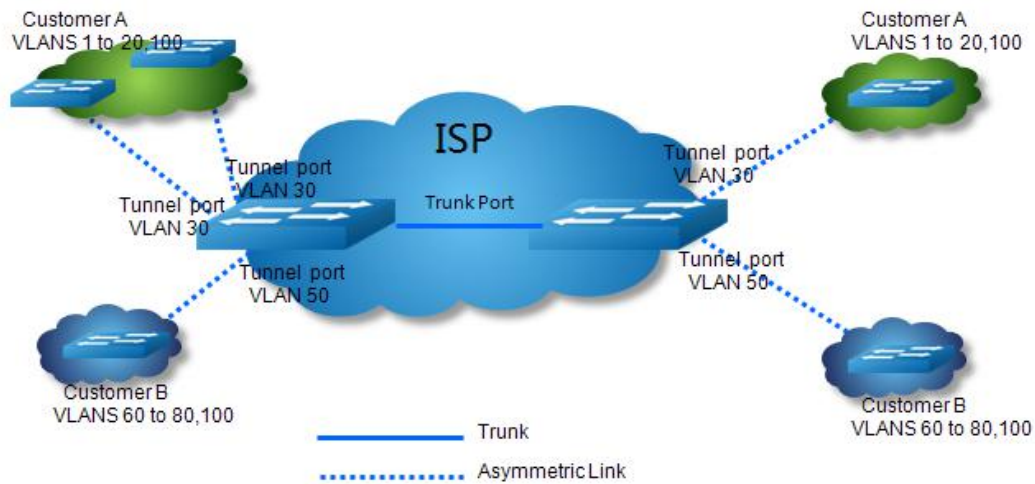 Customer A
VLANS 1 to 20,100
Customer A
VLANS 1 to 20,100
ISP
Tunnel port
VLAN 30
Tunnel port
VLAN 30
Tunnel port
VLAN 30
Trunk Port
Tunnel port
VLAN 50
Tunnel port
VLAN 50
Customer B
VLANS 60 to 80,100
Customer B
VLANS 60 to 80,100
Trunk
Asymmetric Link